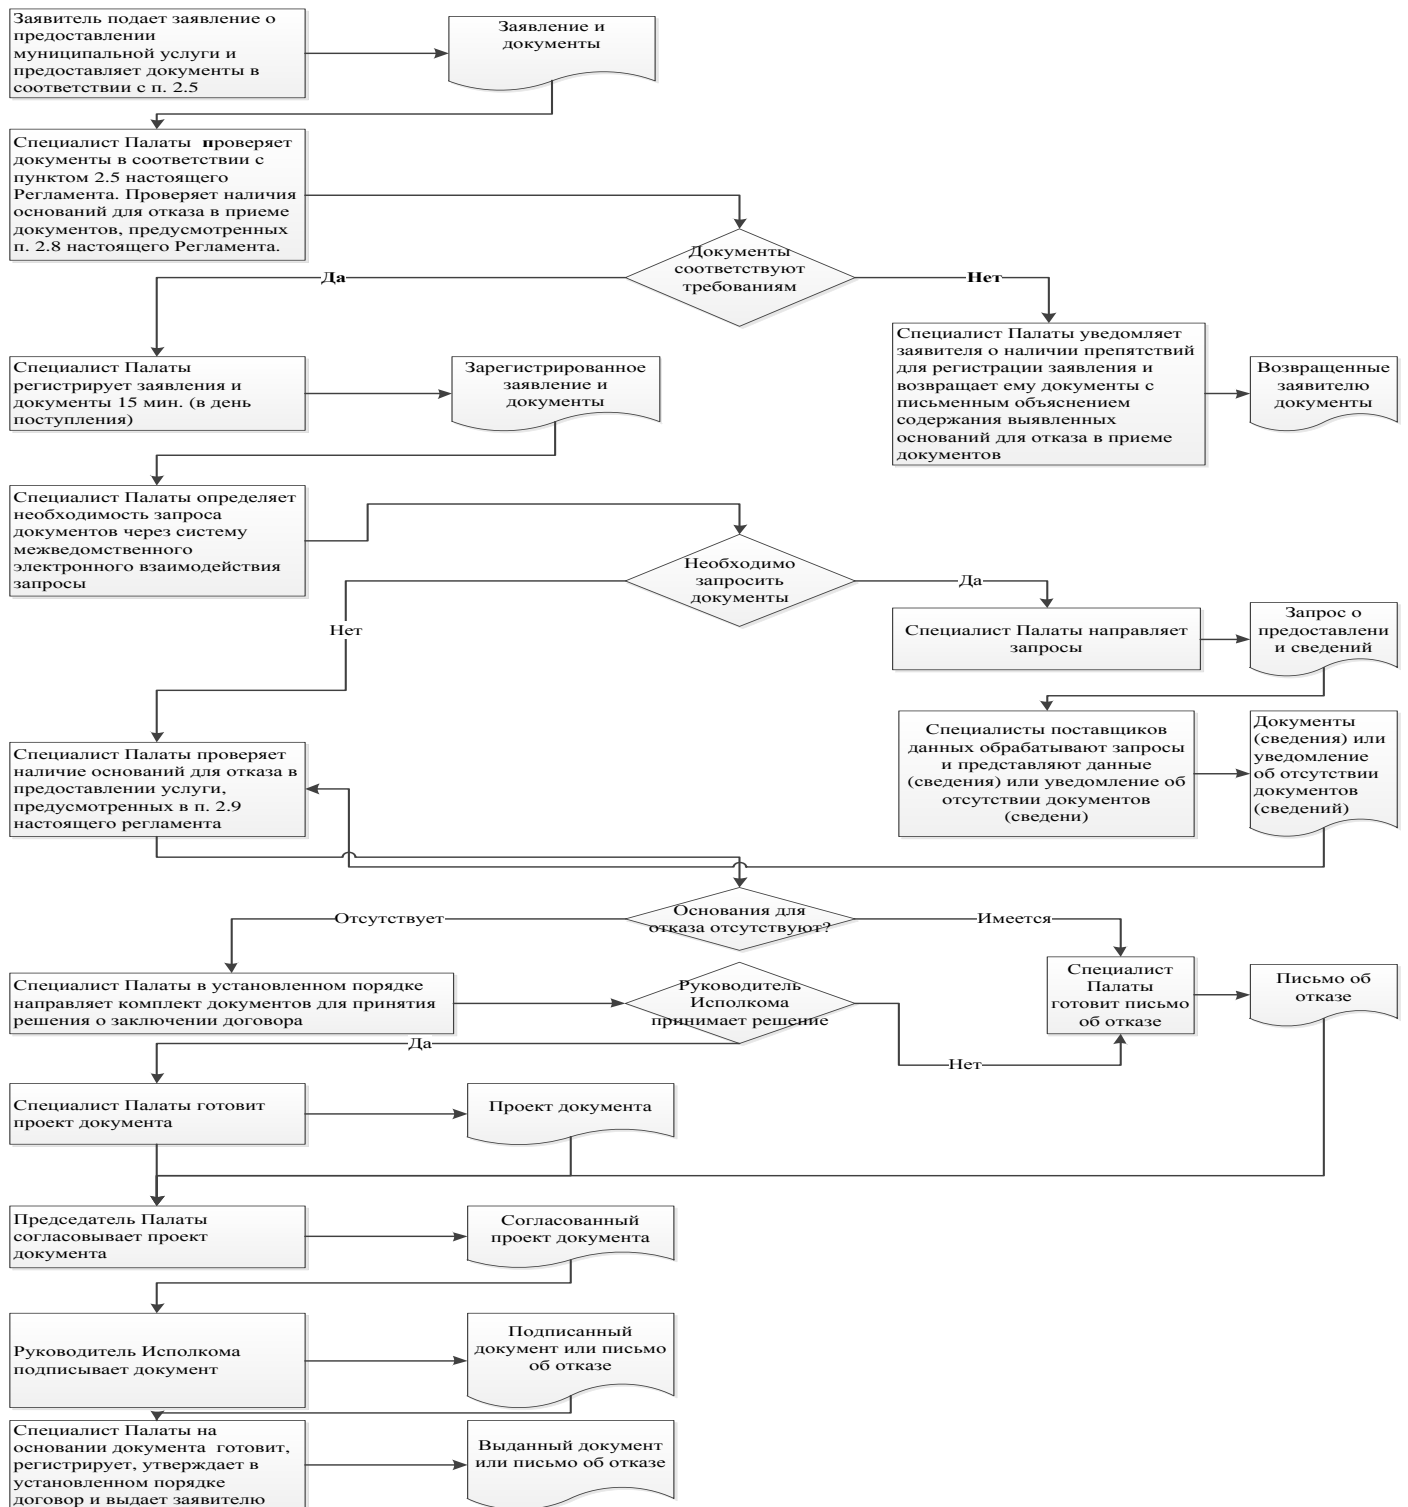 Заявитель подает заявление о
предоставлении
муниципальной услуги и
предоставляет документы в
соответствии с п. 2.5
Заявление и
документы
Специалист Палаты  проверяет
документы в соответствии с
пунктом 2.5 настоящего
Регламента. Проверяет наличия
оснований для отказа в приеме
документов, предусмотренных
п. 2.8 настоящего Регламента.
Документы
соответствуют
требованиям
Да
Нет
Специалист Палаты
регистрирует заявления и
документы 15 мин. (в день
поступления)
Зарегистрированное
заявление и
документы
Специалист Палаты уведомляет
заявителя о наличии препятствий
для регистрации заявления и
возвращает ему документы с
письменным объяснением
содержания выявленных
оснований для отказа в приеме
документов
Возвращенные
заявителю
документы
Специалист Палаты определяет
необходимость запроса
документов через систему
межведомственного
электронного взаимодействия
запросы
Необходимо
запросить
документы
Да
Нет
Специалист Палаты направляет
запросы
Запрос о
предоставлени
и сведений
Специалисты поставщиков
данных обрабатывают запросы
и представляют данные
(сведения) или уведомление об
отсутствии документов
(сведени)
Документы
(сведения) или
уведомление
об отсутствии
документов
(сведений)
Специалист Палаты проверяет
наличие оснований для отказа в
предоставлении услуги,
предусмотренных в п. 2.9
настоящего регламента
Основания для
отказа отсутствуют?
Отсутствует
Имеется
Специалист Палаты в установленном порядке
направляет комплект документов для принятия
решения о заключении договора
Руководитель
Исполкома
принимает решение
Специалист
Палаты
готовит письмо
об отказе
Письмо об
отказе
Да
Нет
Специалист Палаты готовит
проект документа
Проект документа
Председатель Палаты
согласовывает проект
документа
Согласованный
проект документа
Руководитель Исполкома
подписывает документ
Подписанный
документ или письмо
об отказе
Специалист Палаты на
основании документа  готовит,
регистрирует, утверждает в
установленном порядке
договор и выдает заявителю
Выданный документ
или письмо об отказе